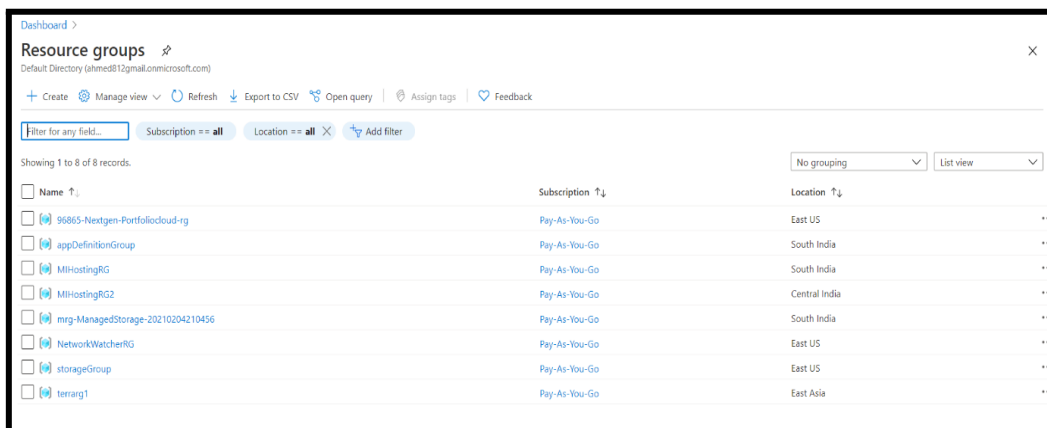 Dashboard >
Resource groups
Default Directory (ahmed812gmail.onmicrosoft.com)
+ Create Manage view Refresh Export to CSV Open query Assign tags Feedback
Filter for any field... Subscription == all Location == all Add filter
Showing 1 to 8 of 8 records. No grouping List view
Name Subscription Location
96865-Nextgen-Portfoliocloud-rg Pay-As-You-Go East US
appDefinitionGroup Pay-As-You-Go South India
MIHostingRG Pay-As-You-Go South India
MIHostingRG2 Pay-As-You-Go Central India
mrg-ManagedStorage-20210204210456 Pay-As-You-Go South India
NetworkWatcherRG Pay-As-You-Go East US
storageGroup Pay-As-You-Go East US
terrarg1 Pay-As-You-Go East Asia